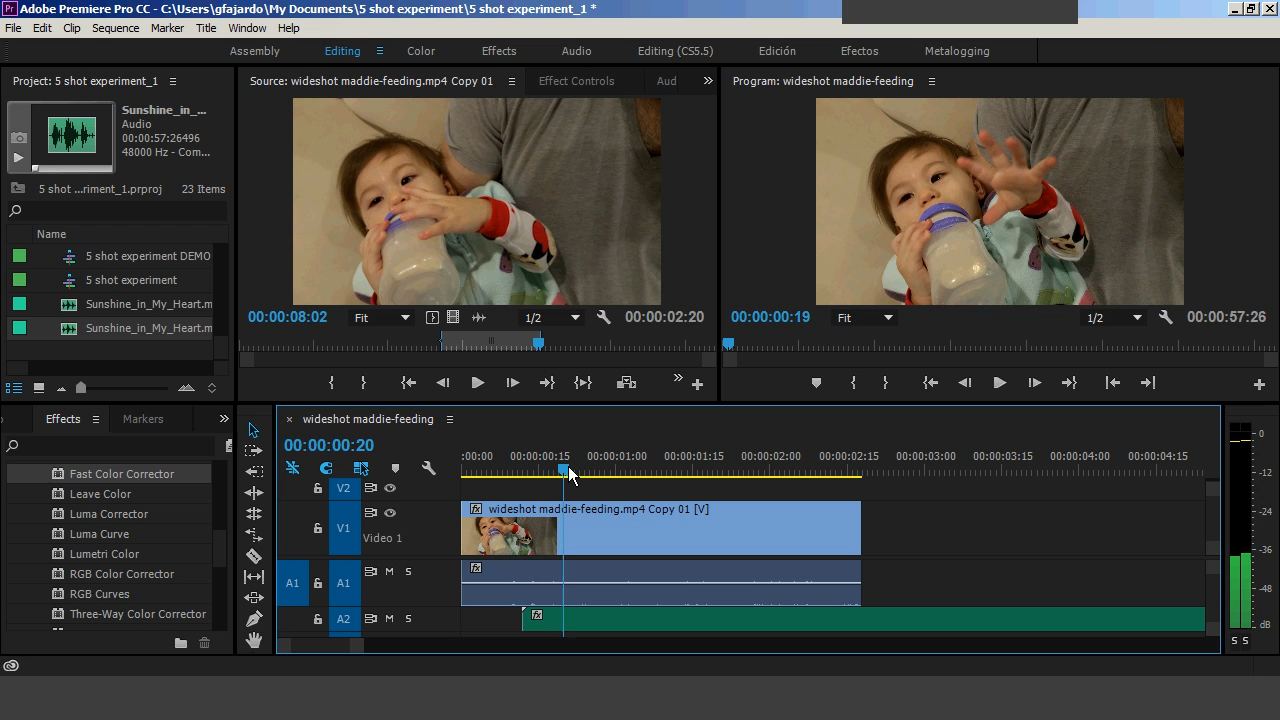 Pr Adobe Premiere Pro CC - C:\Users\gfajardo\My Documents\5 shot experiment\5 shot experiment_1 *
File Edit Clip Sequence Marker Title Window Help
Assembly Editing Color Effects Audio Editing (CS5.5) Edición Efectos Metalogging
Project: 5 shot experiment_1
Sunshine_in_...
Audio
00:00:57:26496
48000 Hz - Com...
5 shot ...riment_1.prproj 23 Items
Name
5 shot experiment DEMO
5 shot experiment
Sunshine_in_My_Heart.m
Sunshine_in_My_Heart.m
Source: wideshot maddie-feeding.mp4 Copy 01 Effect Controls Aud
00:00:08:02 Fit 1/2 00:00:02:20
Program: wideshot maddie-feeding
00:00:00:19 Fit 1/2 00:00:57:26
Effects Markers
Fast Color Corrector
Leave Color
Luma Corrector
Luma Curve
Lumetri Color
RGB Color Corrector
RGB Curves
Three-Way Color Corrector
× wideshot maddie-feeding
00:00:00:20
:00:00 00:00:00:15 00:00:01:00 00:00:01:15 00:00:02:00 00:00:02:15 00:00:03:00 00:00:03:15 00:00:04:00 00:00:04:15
V2
V1 Video 1
fx wideshot maddie-feeding.mp4 Copy 01 [V]
A1 A1 M S fx
A2 M S fx
0
-12
-24
-36
-48
dB
S S